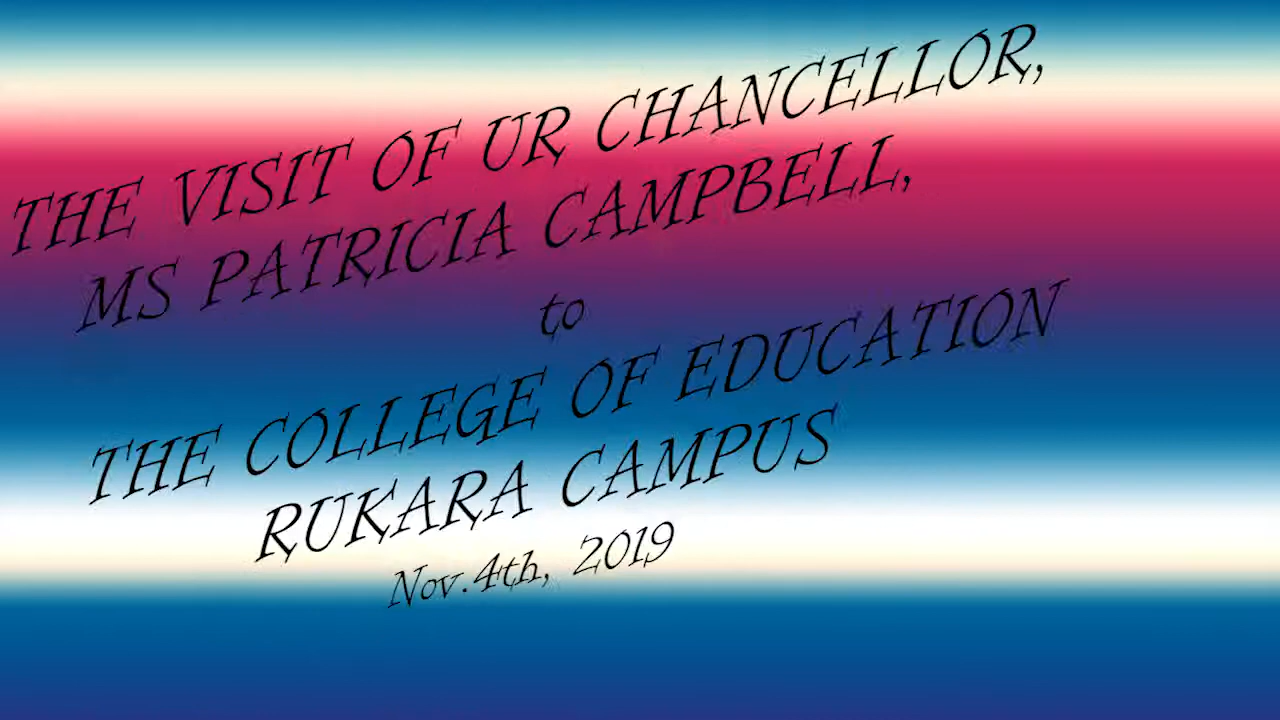 THE VISIT OF UR CHANCELLOR,
MS PATRICIA CAMPBELL,
to
THE COLLEGE OF EDUCATION
RUKARA CAMPUS
Nov.4th, 2019